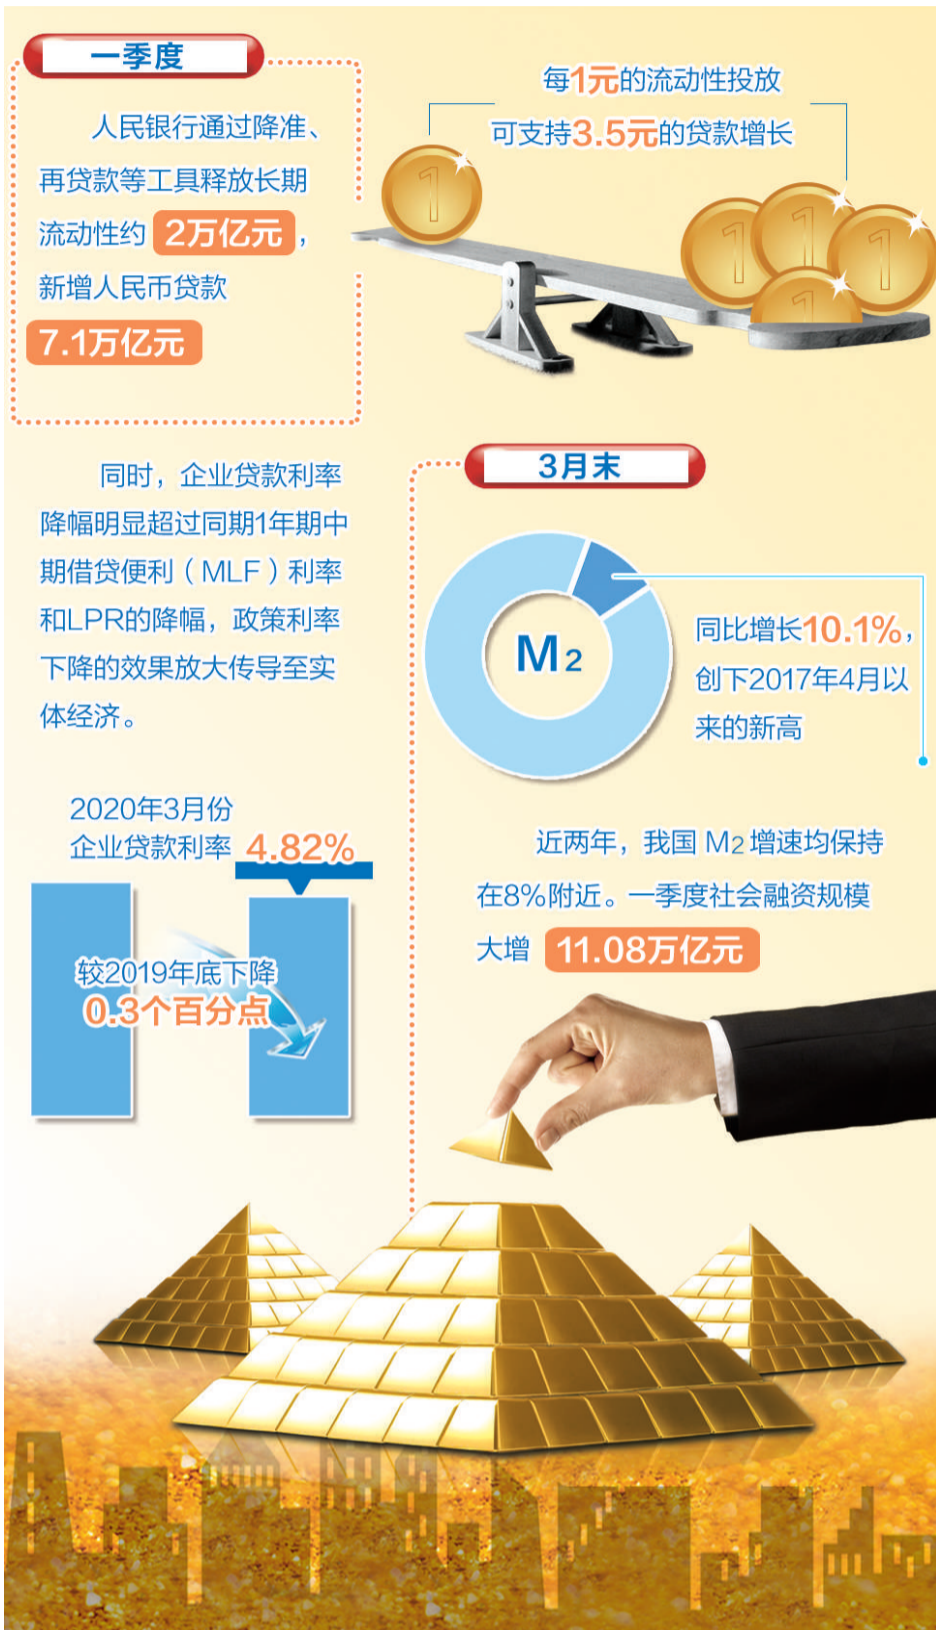 一季度
人民银行通过降准、
再贷款等工具释放长期
流动性约 2万亿元，
新增人民币贷款
7.1万亿元
每1元的流动性投放
可支持3.5元的贷款增长
1
1
1
1
1
同时，企业贷款利率
降幅明显超过同期1年期中
期借贷便利（MLF）利率
和LPR的降幅，政策利率
下降的效果放大传导至实
体经济。
2020年3月份
企业贷款利率 4.82%
较2019年底下降
0.3个百分点
3月末
M2
同比增长10.1%，
创下2017年4月以
来的新高
近两年，我国 M2 增速均保持
在8%附近。一季度社会融资规模
大增 11.08万亿元